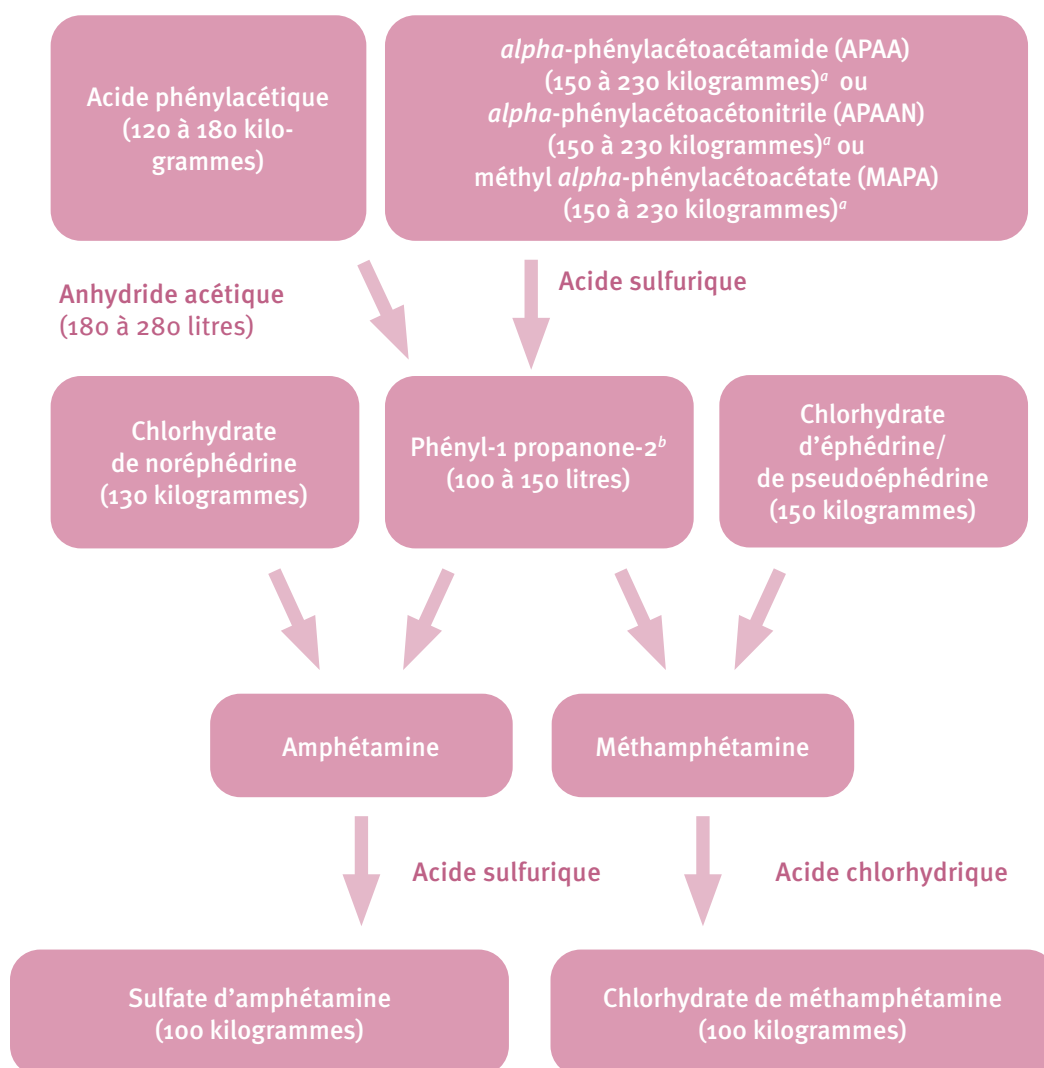 Acide phénylacétique
(120 à 180 kilo-
grammes)
alpha-phénylacétoacétamide (APAA)
(150 à 230 kilogrammes)a ou
alpha-phénylacétoacétonitrile (APAAN)
(150 à 230 kilogrammes)a ou
méthyl alpha-phénylacétoacétate (MAPA)
(150 à 230 kilogrammes)a
Anhydride acétique
(180 à 280 litres)
Acide sulfurique
Chlorhydrate
de noréphédrine
(130 kilogrammes)
Phényl-1 propanone-2b
(100 à 150 litres)
Chlorhydrate
d’éphédrine/
de pseudoéphédrine
(150 kilogrammes)
Amphétamine
Méthamphétamine
Acide sulfurique
Acide chlorhydrique
Sulfate d’amphétamine
(100 kilogrammes)
Chlorhydrate de méthamphétamine
(100 kilogrammes)